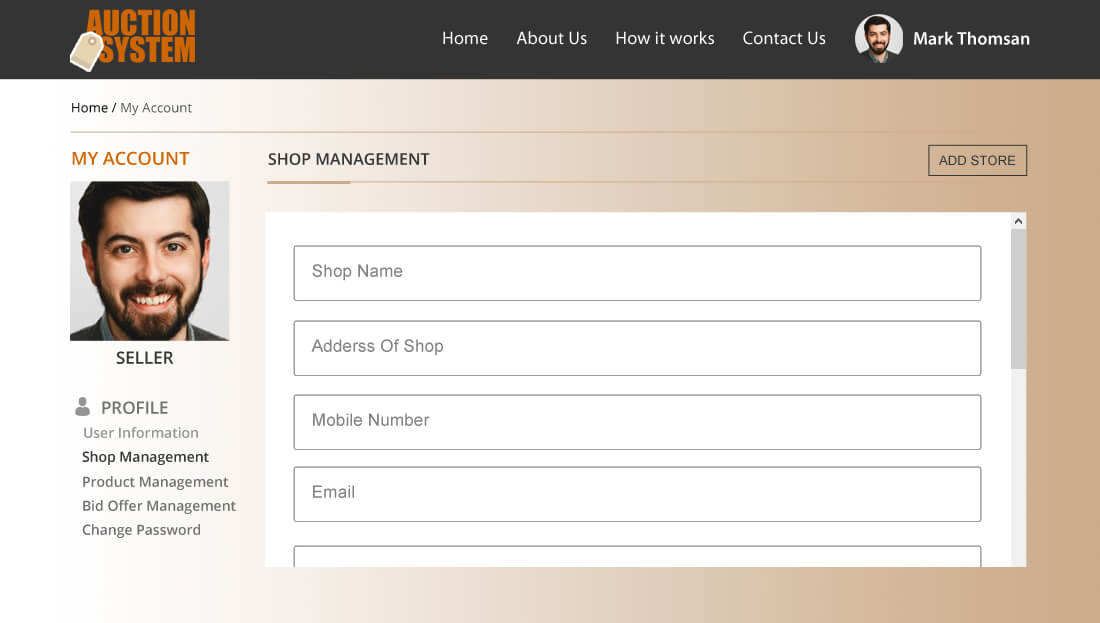 AUCTION
SYSTEM
Home About Us How it works Contact Us Mark Thomsan
Home / My Account
MY ACCOUNT
SHOP MANAGEMENT
ADD STORE
Shop Name
Adderss Of Shop
Mobile Number
Email
SELLER
PROFILE
User Information
Shop Management
Product Management
Bid Offer Management
Change Password